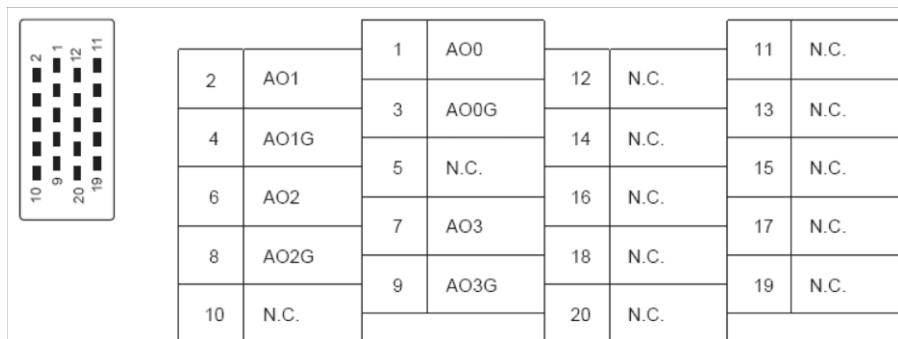 2 1 12 11
10 9 20 19
1 AO0 11 N.C.
2 AO1 12 N.C.
3 AO0G 13 N.C.
4 AO1G 14 N.C.
5 N.C. 15 N.C.
6 AO2 16 N.C.
7 AO3 17 N.C.
8 AO2G 18 N.C.
9 AO3G 19 N.C.
10 N.C. 20 N.C.